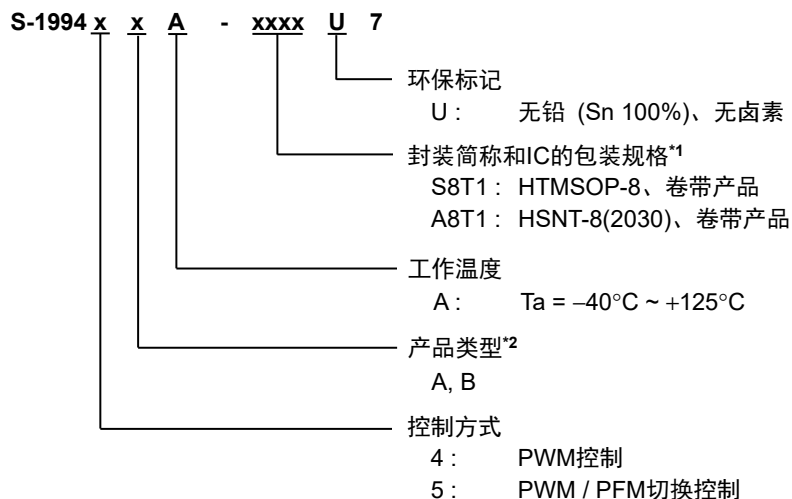 S-1994 x x A - xxxx U 7
环保标记
U : 无铅 (Sn 100%)、无卤素
封装简称和IC的包装规格*1
S8T1 : HTMSOP-8、卷带产品
A8T1 : HSNT-8(2030)、卷带产品
工作温度
A : Ta = −40°C ~ +125°C
产品类型*2
A, B
控制方式
4 : PWM控制
5 : PWM / PFM切换控制